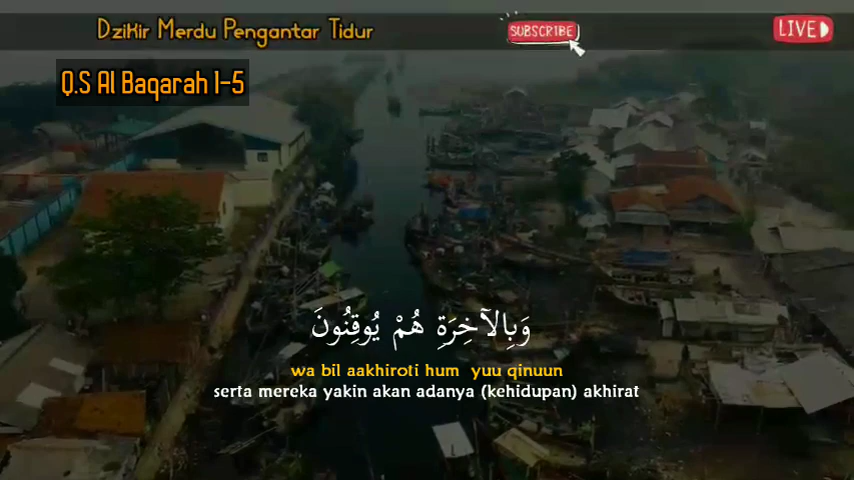 Dzikir Merdu Pengantar Tidur
SUBSCRIBE
LIVE
Q.S Al Baqarah 1-5
وَبِالْآخِرَةِ هُمْ يُوقِنُونَ
wa bil aakhiroti hum yuu qinuun
serta mereka yakin akan adanya (kehidupan) akhirat